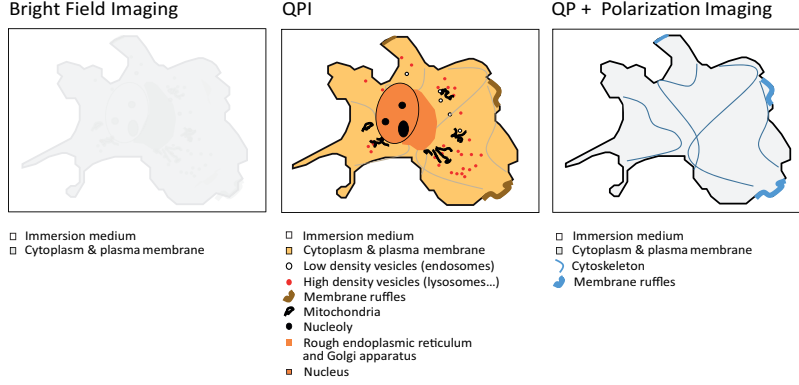 Bright Field Imaging
QPI
QP + Polarization Imaging
Immersion medium
Cytoplasm & plasma membrane
Immersion medium
Cytoplasm & plasma membrane
Low density vesicles (endosomes)
High density vesicles (lysosomes...)
Membrane ruffles
Mitochondria
Nucleoly
Rough endoplasmic reticulum
and Golgi apparatus
Nucleus
Immersion medium
Cytoplasm & plasma membrane
Cytoskeleton
Membrane ruffles